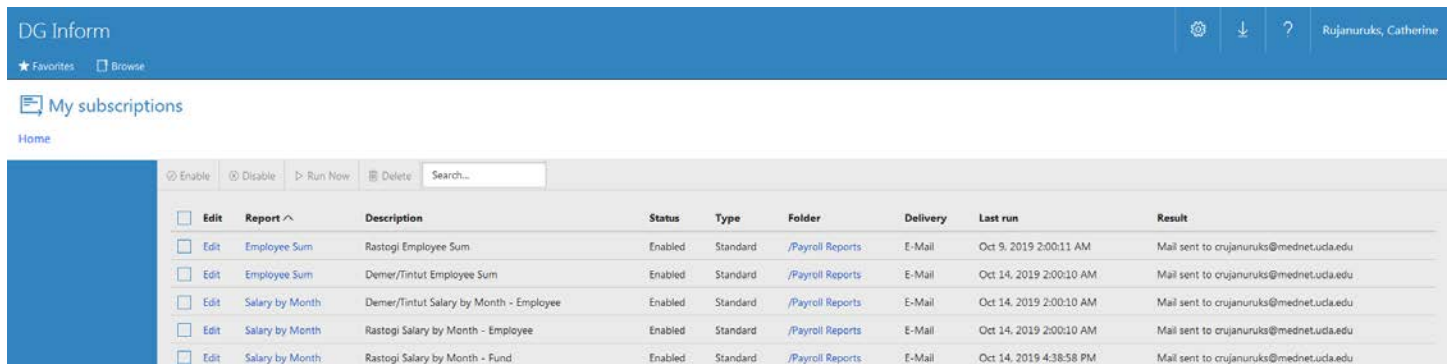 DG Inform
? Rujanuruks, Catherine
Favorites Browse
My subscriptions
Home
Enable Disable Run Now Delete Search...
Edit Report Description Status Type Folder Delivery Last run Result
Edit Employee Sum Rastogi Employee Sum Enabled Standard /Payroll Reports E-Mail Oct 9, 2019 2:00:11 AM Mail sent to crujanuruks@mednet.ucla.edu
Edit Employee Sum Demer/Tintut Employee Sum Enabled Standard /Payroll Reports E-Mail Oct 14, 2019 2:00:10 AM Mail sent to crujanuruks@mednet.ucla.edu
Edit Salary by Month Demer/Tintut Salary by Month - Employee Enabled Standard /Payroll Reports E-Mail Oct 14, 2019 2:00:10 AM Mail sent to crujanuruks@mednet.ucla.edu
Edit Salary by Month Rastogi Salary by Month - Employee Enabled Standard /Payroll Reports E-Mail Oct 14, 2019 2:00:10 AM Mail sent to crujanuruks@mednet.ucla.edu
Edit Salary by Month Rastogi Salary by Month - Fund Enabled Standard /Payroll Reports E-Mail Oct 14, 2019 4:38:58 PM Mail sent to crujanuruks@mednet.ucla.edu